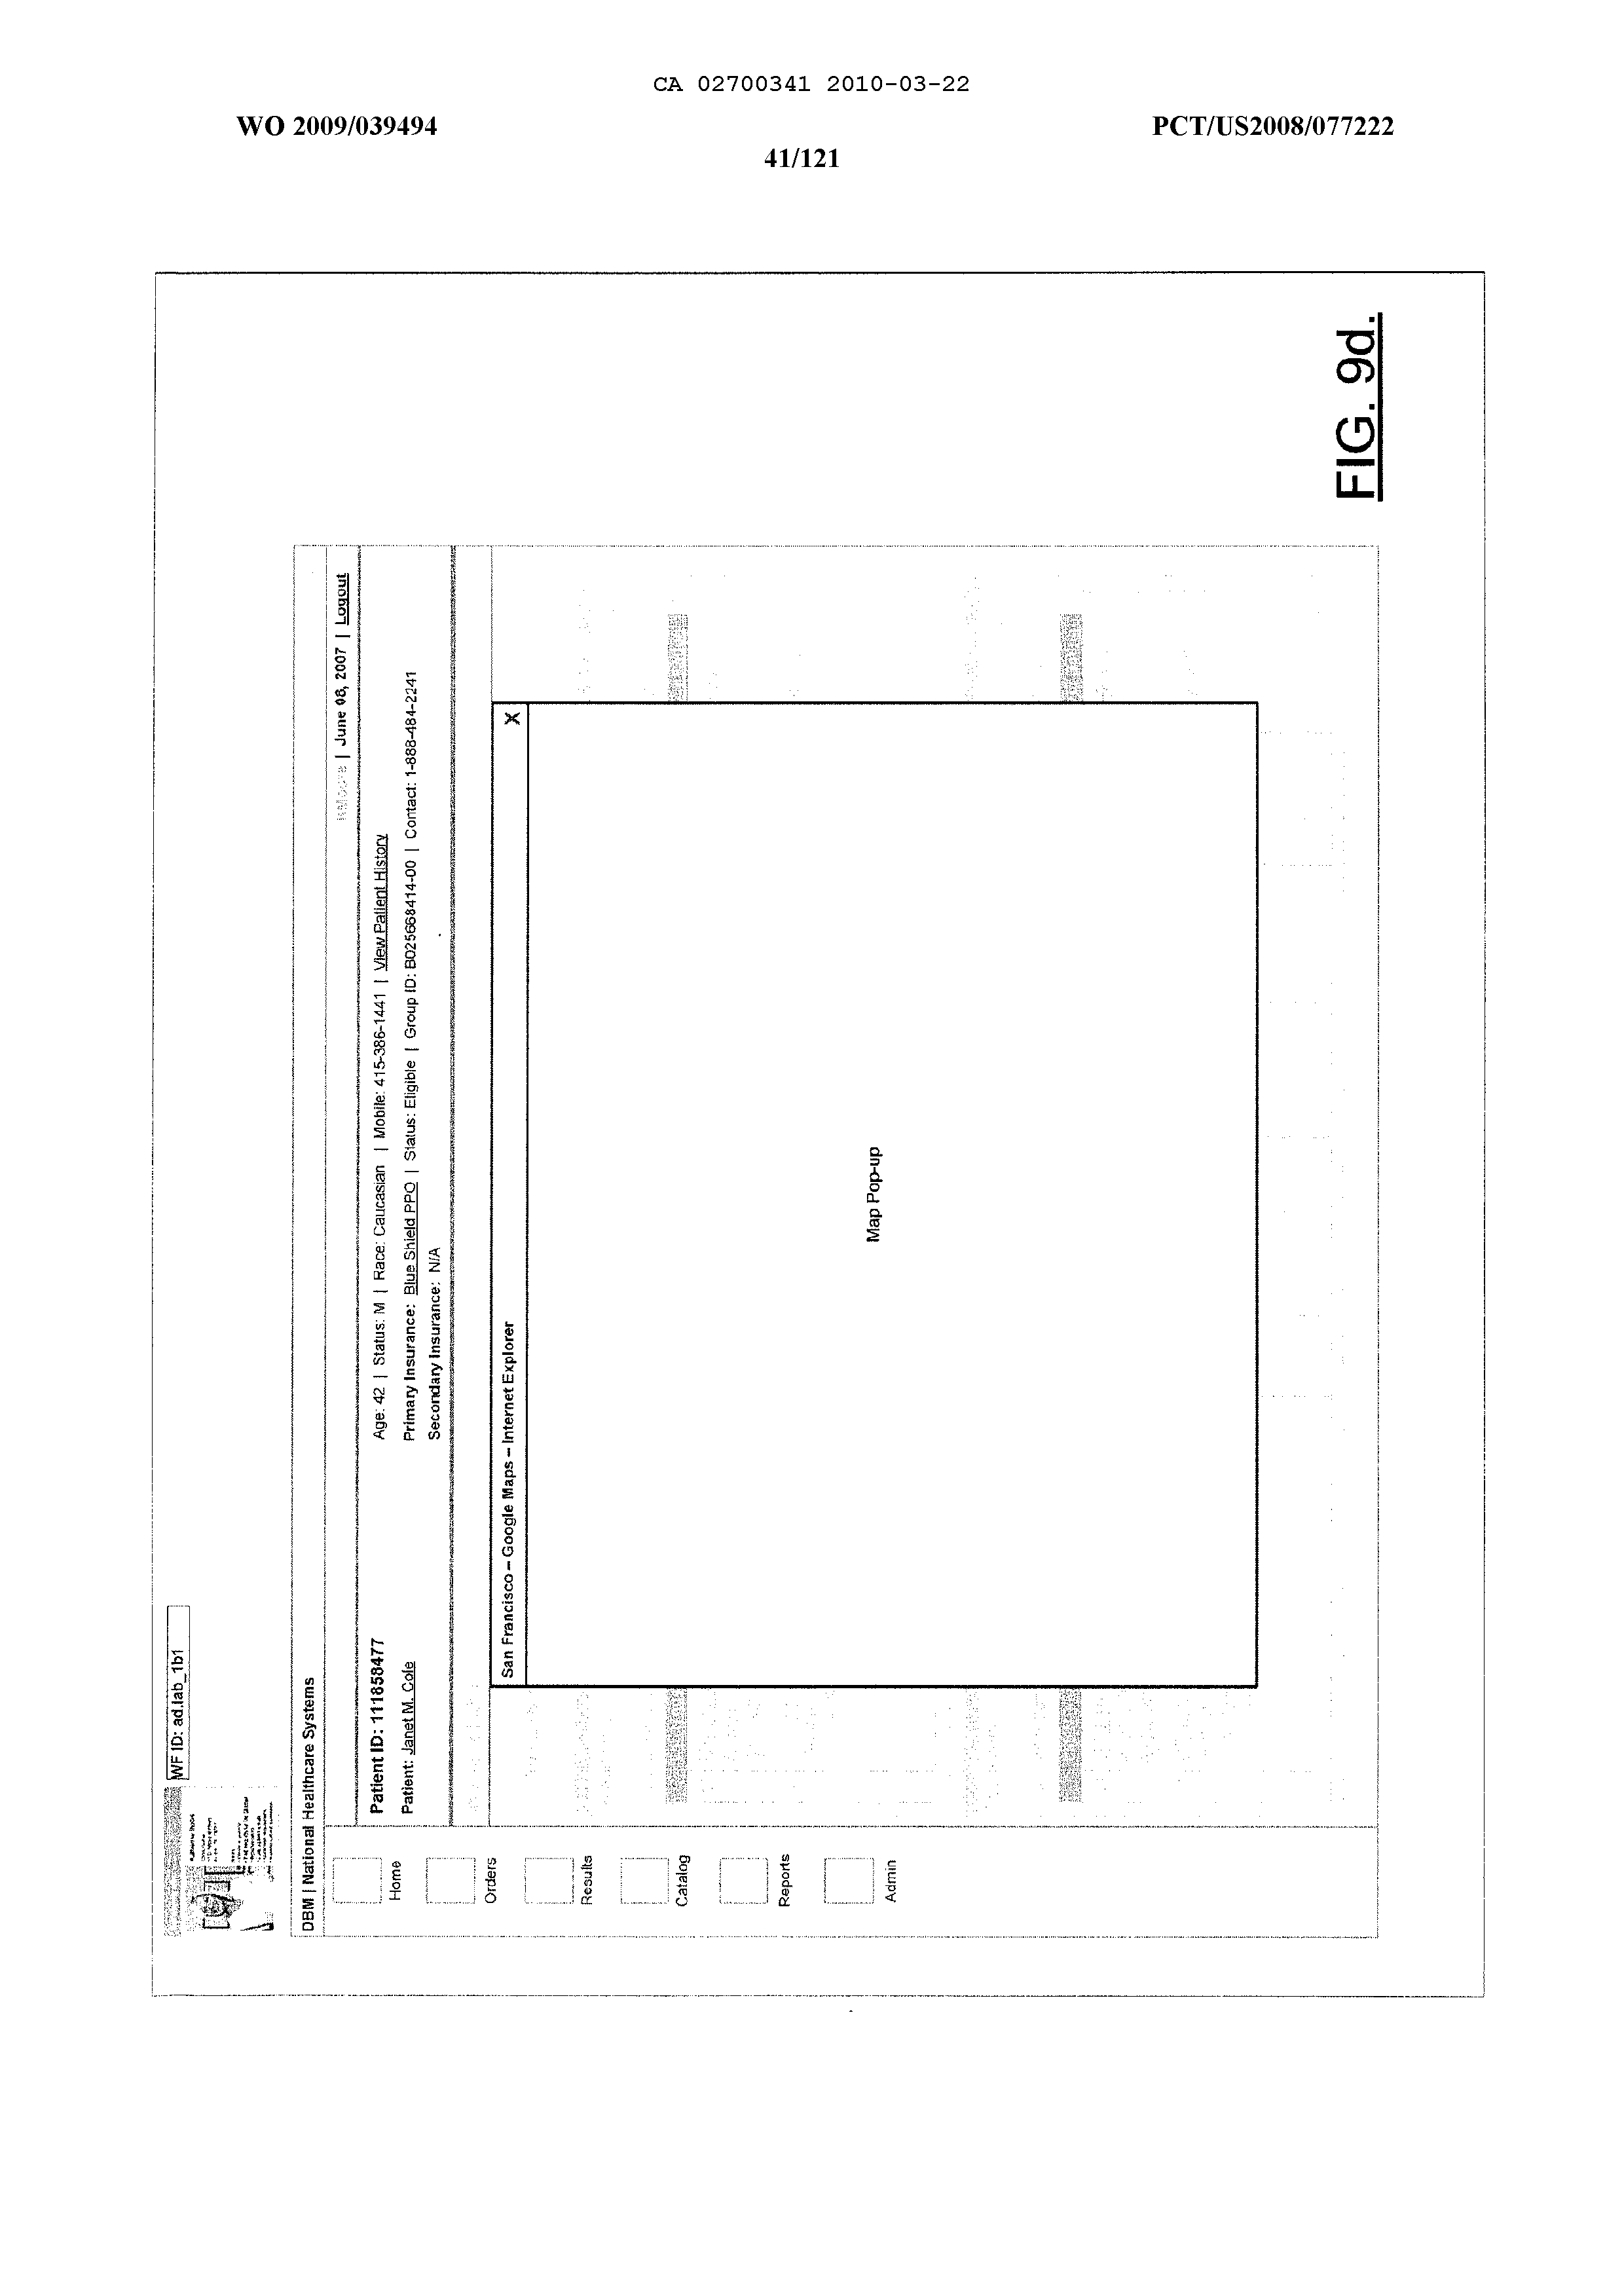 CA 02700341 2010-03-22
WO 2009/039494
PCT/US2008/077222
41/121
WF ID: ad.lab_1b1
DBM | National Healthcare Systems
| June 08, 2007 | Logout
Patient ID: 111858477
Age: 42 | Status: M | Race: Caucasian | Mobile: 415-386-1441 | View Patient History
Patient: Janet M. Cole
Primary Insurance: Blue Shield PPO | Status: Eligible | Group ID: B025668414-00 | Contact: 1-888-484-2241
Secondary Insurance: N/A
Home
Orders
Results
Catalog
Reports
Admin
San Francisco – Google Maps – Internet Explorer
X
Map Pop-up
FIG. 9d.